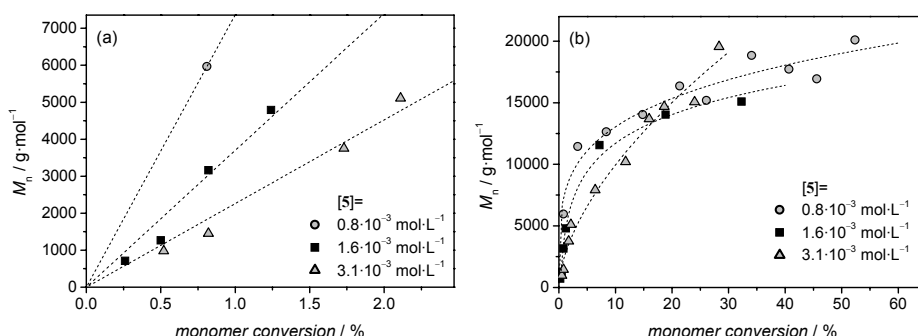 (a)
7000
6000
5000
4000
3000
2000
1000
0
Mn / g·mol⁻¹
0.0 0.5 1.0 1.5 2.0
monomer conversion / %
[5]=
0.8·10⁻³ mol·L⁻¹
1.6·10⁻³ mol·L⁻¹
3.1·10⁻³ mol·L⁻¹
(b)
20000
15000
10000
5000
0
Mn / g·mol⁻¹
0 10 20 30 40 50 60
monomer conversion / %
[5]=
0.8·10⁻³ mol·L⁻¹
1.6·10⁻³ mol·L⁻¹
3.1·10⁻³ mol·L⁻¹